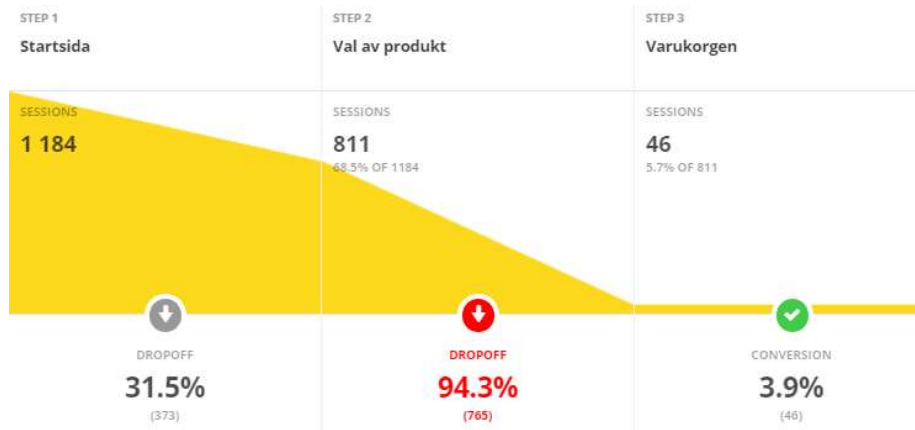 STEP 1
Startsida
SESSIONS
1 184
DROPOFF
31.5%
(373)
STEP 2
Val av produkt
SESSIONS
811
68.5% OF 1184
DROPOFF
94.3%
(765)
STEP 3
Varukorgen
SESSIONS
46
5.7% OF 811
CONVERSION
3.9%
(46)